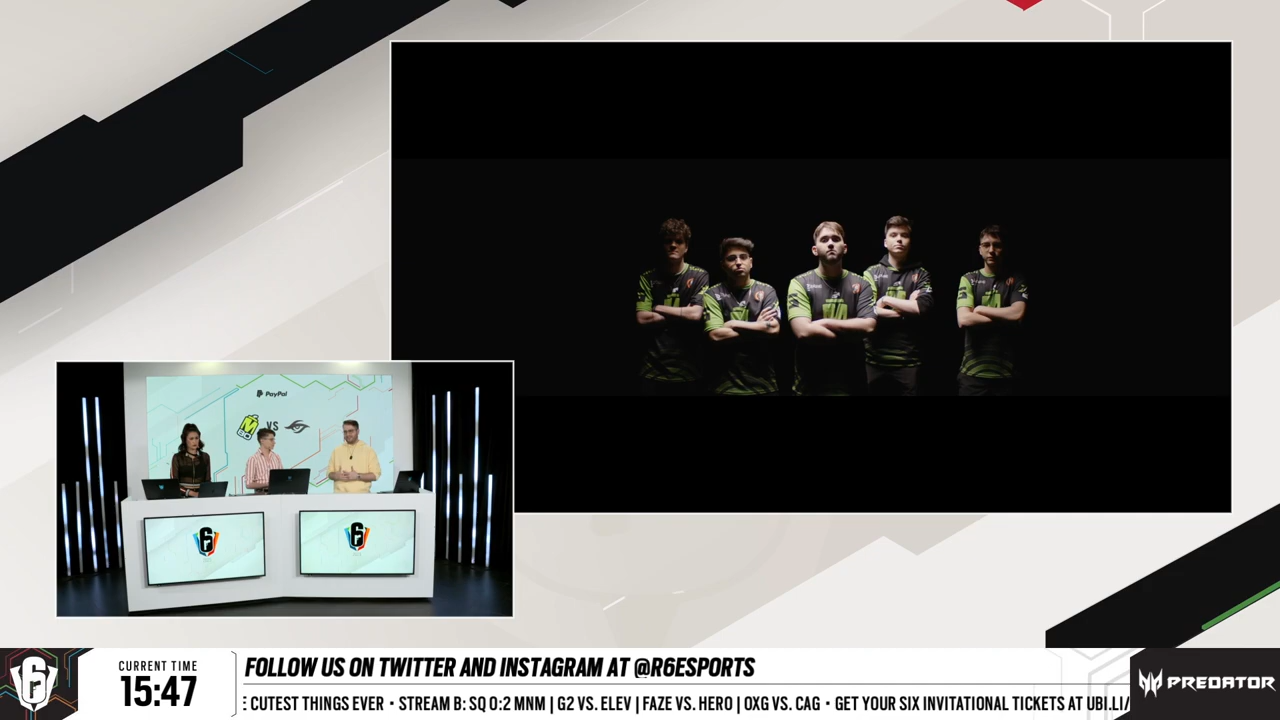 PayPal
VS
CURRENT TIME
15:47
FOLLOW US ON TWITTER AND INSTAGRAM AT @R6ESPORTS
CUTEST THINGS EVER • STREAM B: SQ 0:2 MNM | G2 VS. ELEV | FAZE VS. HERO | OXG VS. CAG • GET YOUR SIX INVITATIONAL TICKETS AT UBI.LI/
PREDATOR